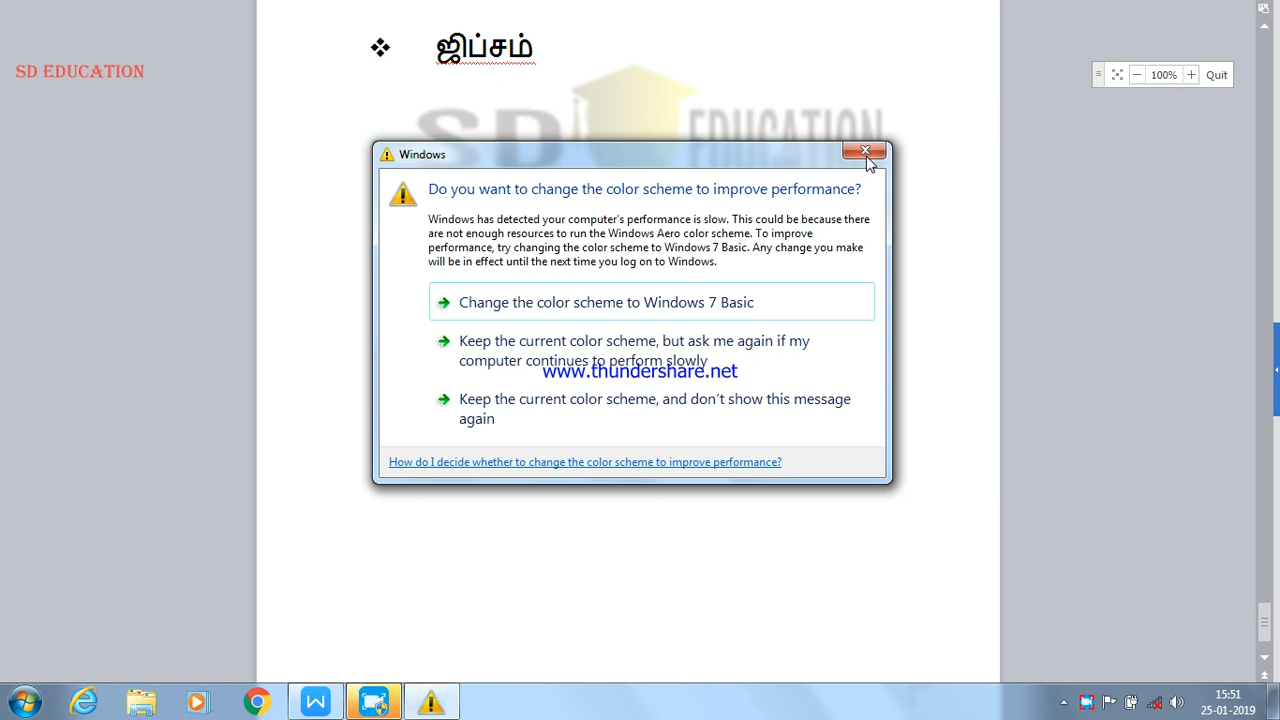 ஜிப்சம்
SD EDUCATION
100%
Quit
SD EDUCATION
Windows
Do you want to change the color scheme to improve performance?
Windows has detected your computer's performance is slow. This could be because there
are not enough resources to run the Windows Aero color scheme. To improve
performance, try changing the color scheme to Windows 7 Basic. Any change you make
will be in effect until the next time you log on to Windows.
Change the color scheme to Windows 7 Basic
Keep the current color scheme, but ask me again if my
computer continues to perform slowly
www.thundershare.net
Keep the current color scheme, and don't show this message
again
How do I decide whether to change the color scheme to improve performance?
15:51
25-01-2019